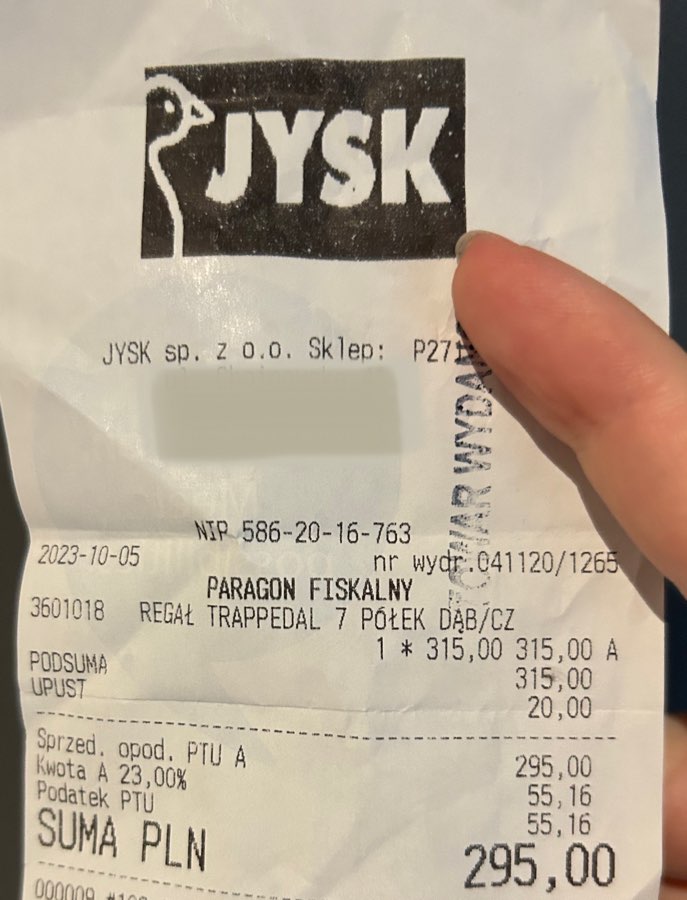 JYSK
JYSK sp. z o.o. Sklep:
NIP 586-20-16-763
2023-10-05 nr wydr.041120/1265
PARAGON FISKALNY
3601018 REGAŁ TRAPPEDAL 7 PÓŁEK DĄB/CZ
1 * 315,00 315,00 A
PODSUMA 315,00
UPUST 20,00
Sprzed. opod. PTU A 295,00
Kwota A 23,00% 55,16
Podatek PTU 55,16
SUMA PLN 295,00
000009
TOWAR WYDANO